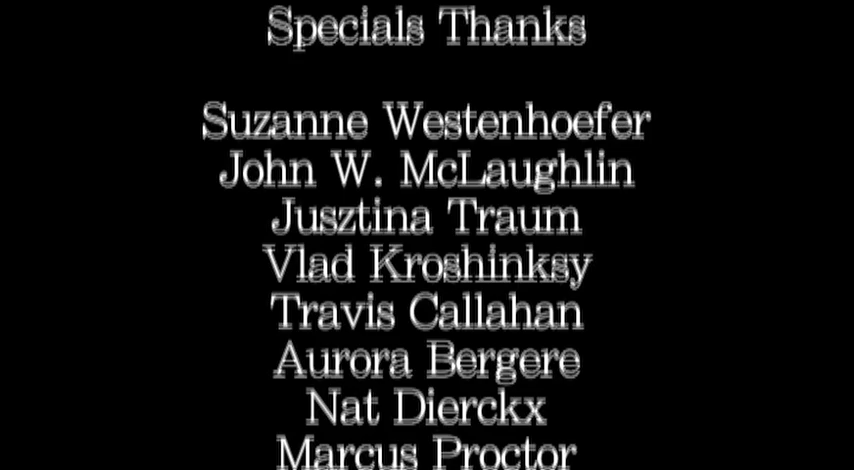 Specials Thanks
Suzanne Westenhoefer
John W. McLaughlin
Jusztina Traum
Vlad Kroshinksy
Travis Callahan
Aurora Bergere
Nat Dierckx
Marcus Proctor